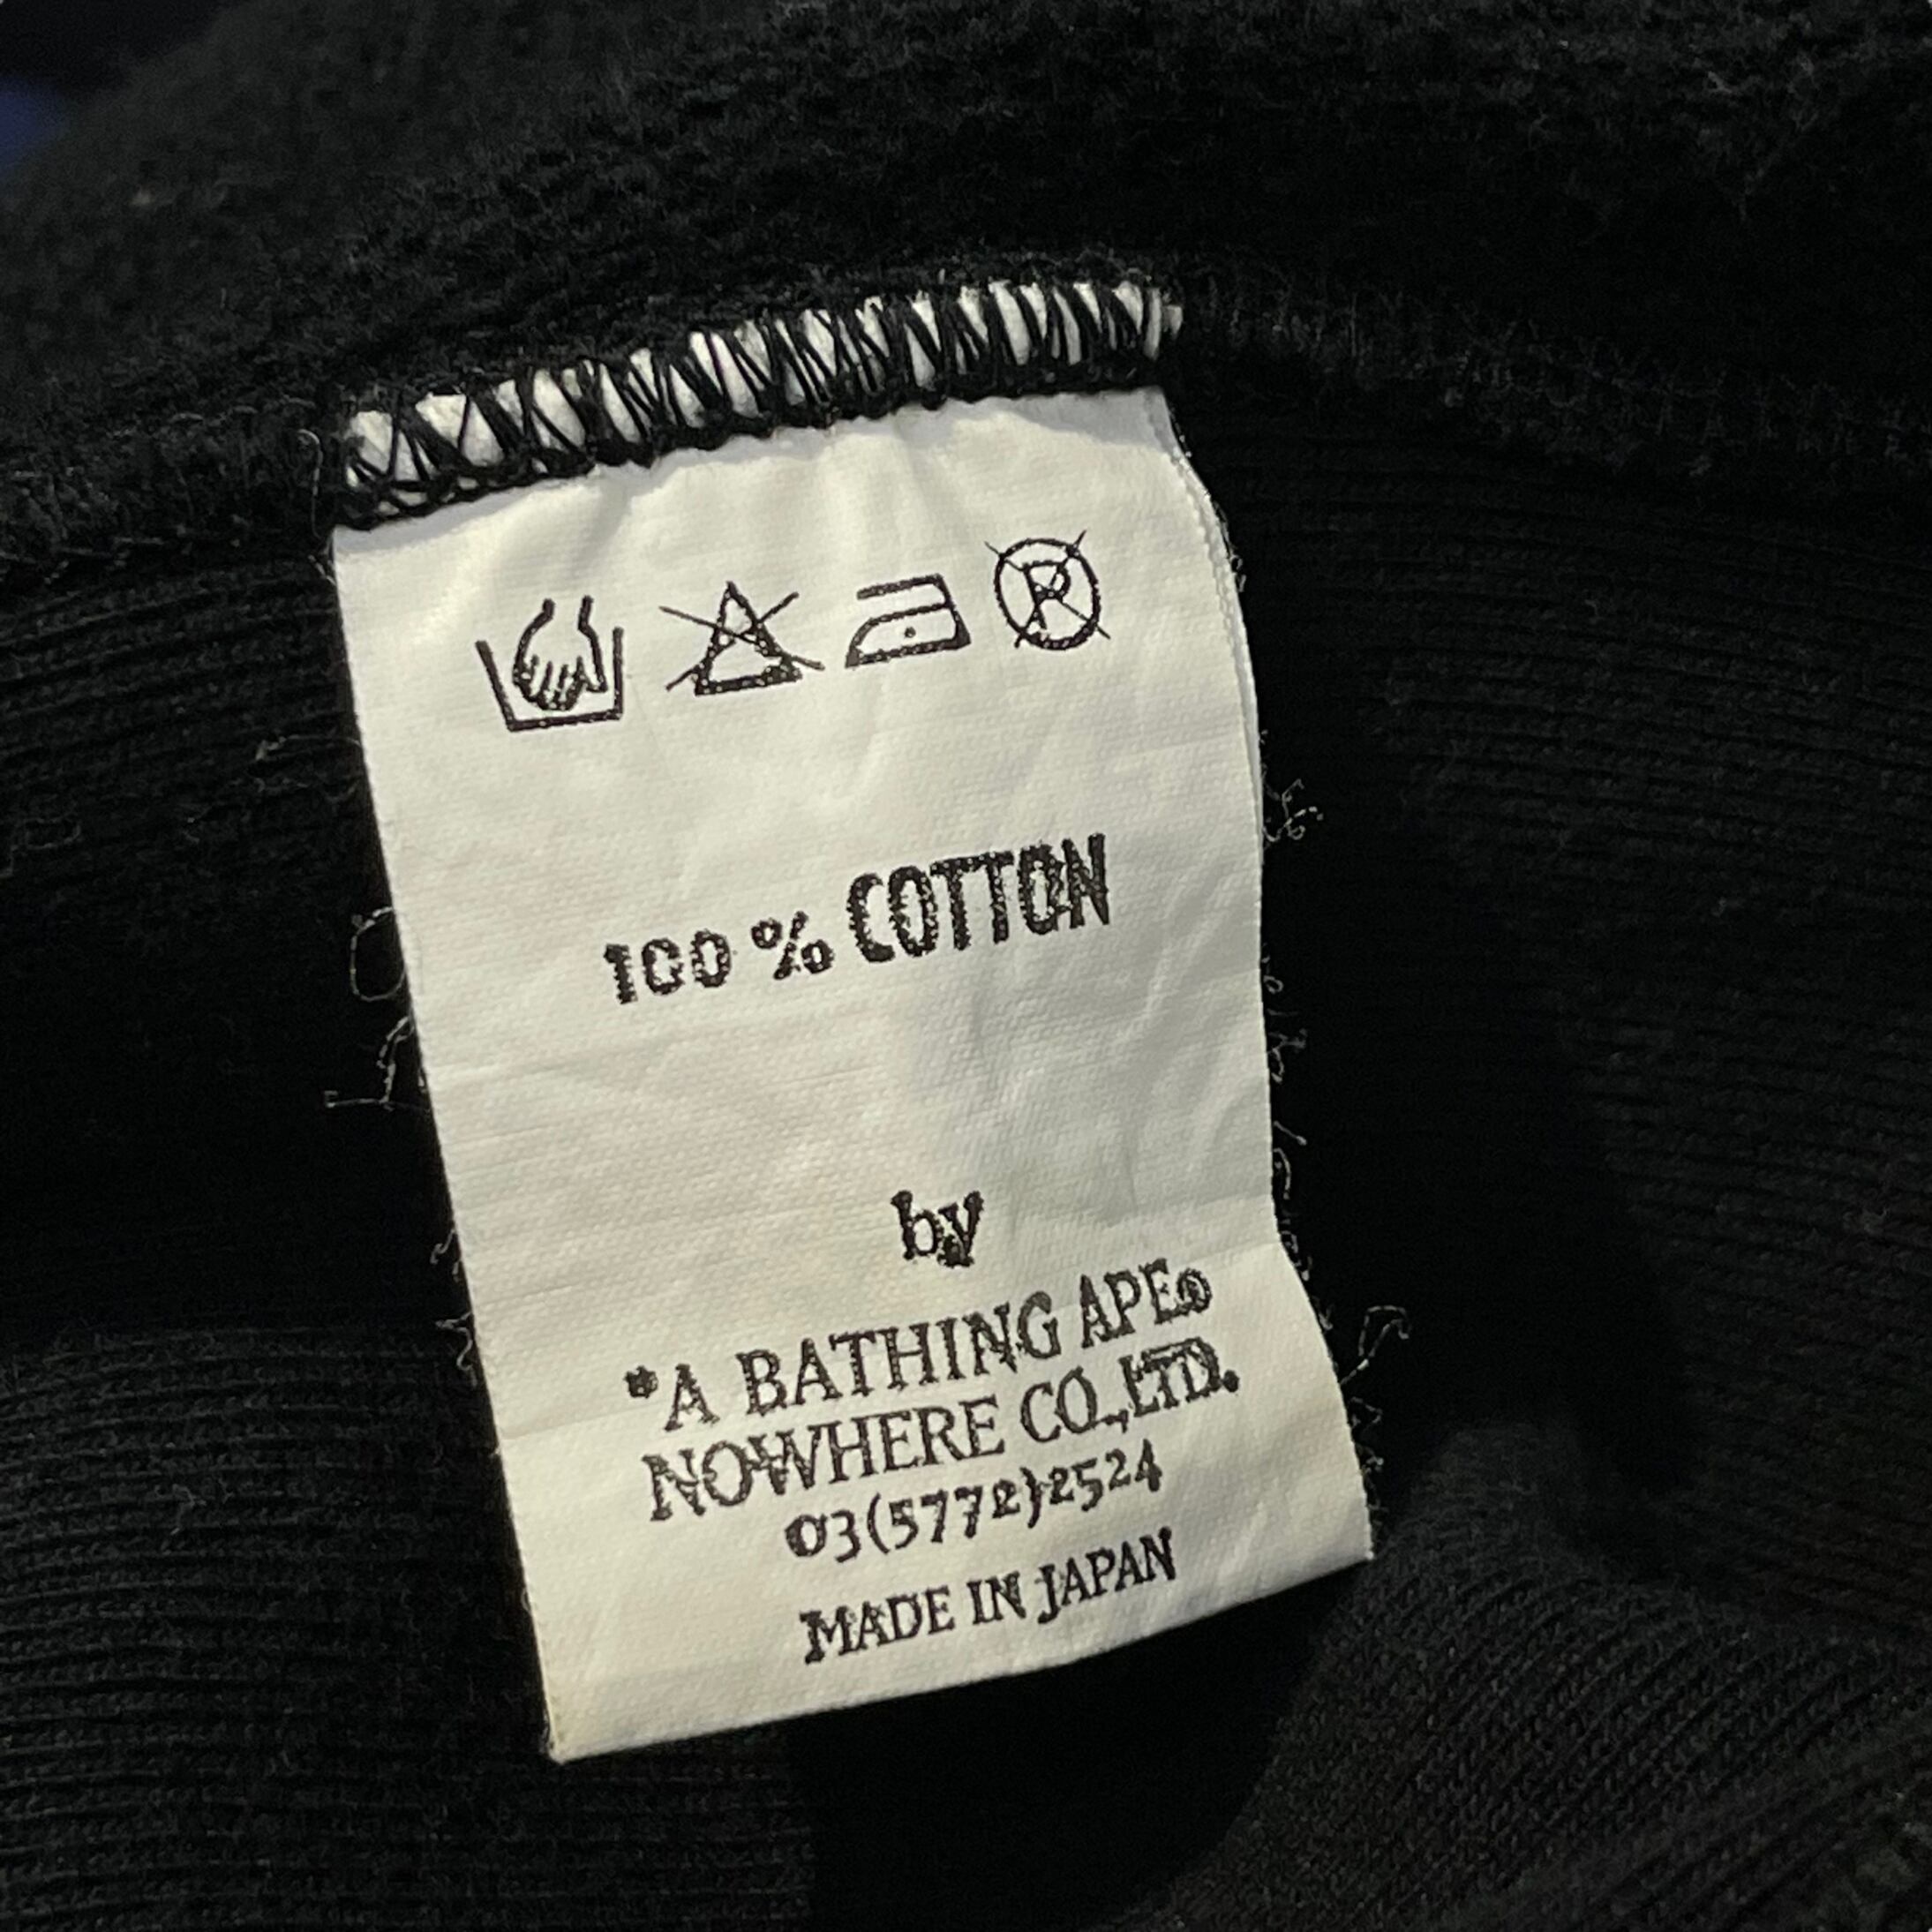 P
100 % COTTON
by
*A BATHING APE®
NOWHERE CO.,LTD.
03(5772)2524
MADE IN JAPAN